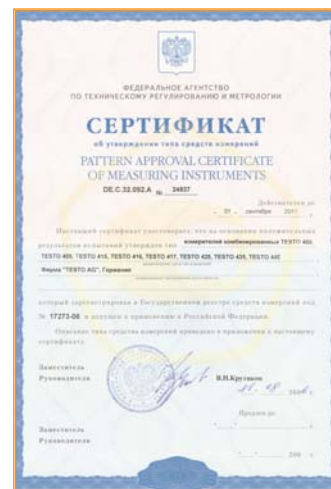 ФЕДЕРАЛЬНОЕ АГЕНТСТВО
ПО ТЕХНИЧЕСКОМУ РЕГУЛИРОВАНИЮ И МЕТРОЛОГИИ
СЕРТИФИКАТ
об утверждении типа средств измерений
PATTERN APPROVAL CERTIFICATE
OF MEASURING INSTRUMENTS
DE.C.32.092.A № 24837
Действителен до
" 01 " сентября 2011
Настоящий сертификат удостоверяет, что на основании положительных
результатов испытаний утвержден тип измерителей комбинированных TESTO 400,
TESTO 405, TESTO 415, TESTO 416, TESTO 417, TESTO 425, TESTO 435, TESTO 445
Фирма "TESTO AG", Германия
который зарегистрирован в Государственном реестре средств измерений под
№ 17273-06 и допущен к применению в Российской Федерации.
Описание типа средства измерений приведено в приложении к настоящему
сертификату.
Заместитель
Руководителя
В.Н.Крутиков
2006 г.
Продлен до
Заместитель
Руководителя
200 г.